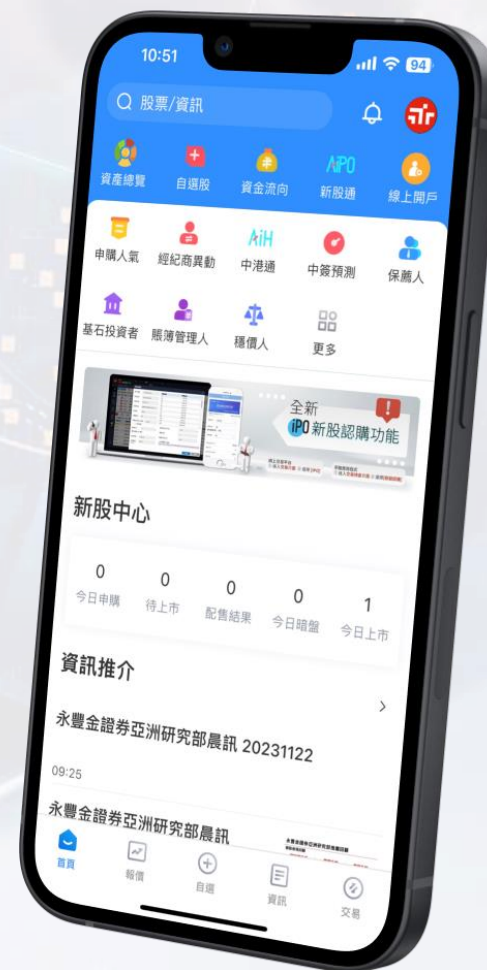 10:51
94
股票/資訊
資產總覽
自選股
資金流向
AiPO
新股通
線上開戶
申購人氣
經紀商異動
AiH
中港通
中簽預測
保薦人
基石投資者
賬簿管理人
穩價人
更多
全新
iPO新股認購功能
新股中心
0
0
0
0
1
今日申購
待上市
配售結果
今日暗盤
今日上市
資訊推介
永豐金證券亞洲研究部晨訊 20231122
09:25
永豐金證券亞洲研究部晨訊
首頁
報價
自選
資訊
交易